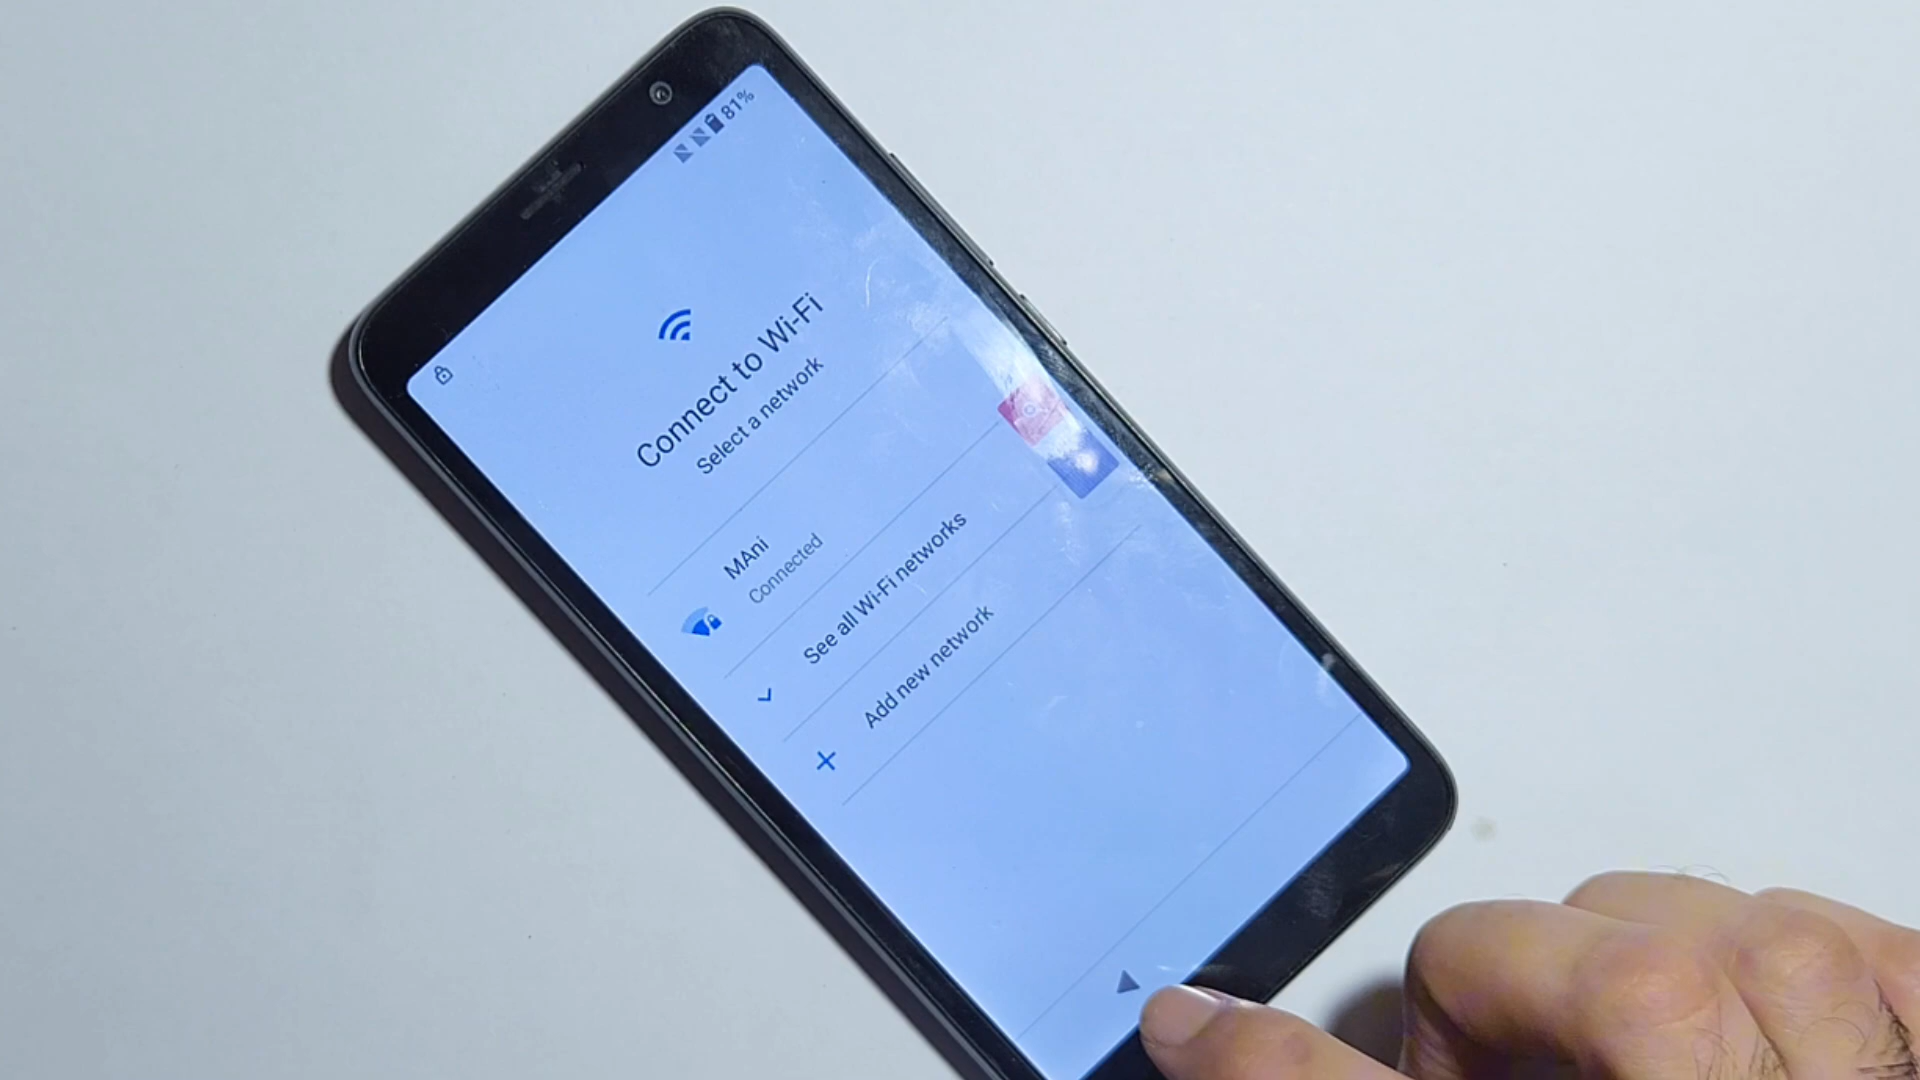 81%
Connect to Wi-Fi
Select a network
MAni
Connected
See all Wi-Fi networks
Add new network